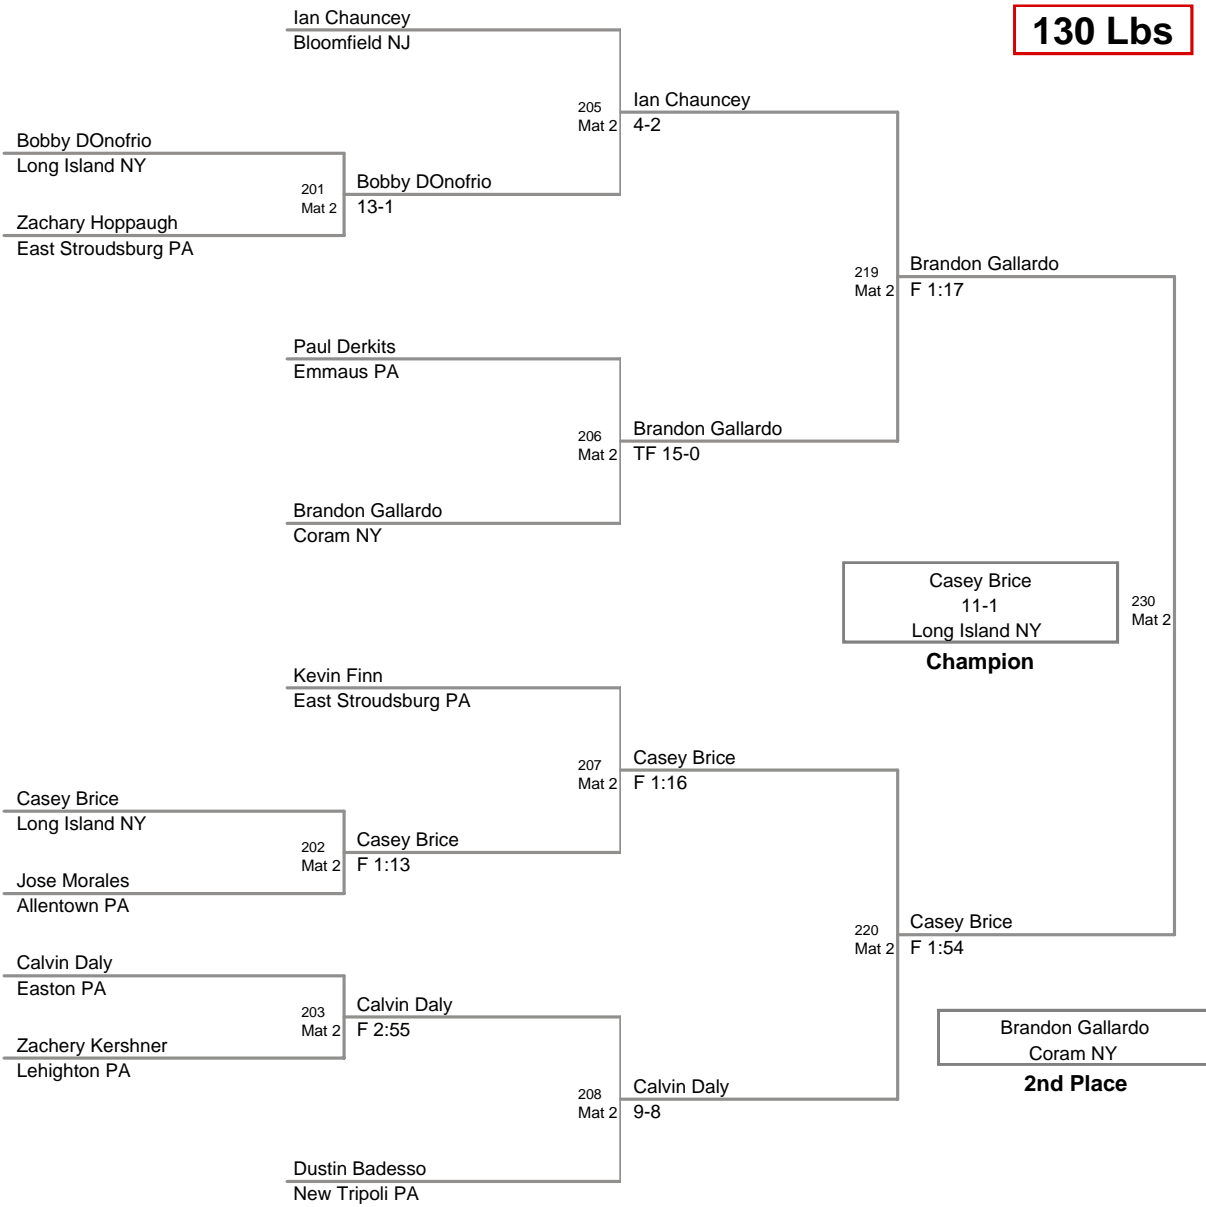 130 Lbs
Ian Chauncey
Bloomfield NJ
205
Mat 2
Ian Chauncey
4-2
Bobby DOnofrio
Long Island NY
201
Mat 2
Bobby DOnofrio
13-1
Zachary Hoppaugh
East Stroudsburg PA
219
Mat 2
Brandon Gallardo
F 1:17
Paul Derkits
Emmaus PA
206
Mat 2
Brandon Gallardo
TF 15-0
Brandon Gallardo
Coram NY
Casey Brice
11-1
Long Island NY
Champion
230
Mat 2
Kevin Finn
East Stroudsburg PA
207
Mat 2
Casey Brice
F 1:16
Casey Brice
Long Island NY
202
Mat 2
Casey Brice
F 1:13
Jose Morales
Allentown PA
220
Mat 2
Casey Brice
F 1:54
Calvin Daly
Easton PA
203
Mat 2
Calvin Daly
F 2:55
Zachery Kershner
Lehighton PA
Brandon Gallardo
Coram NY
2nd Place
208
Mat 2
Calvin Daly
9-8
Dustin Badesso
New Tripoli PA